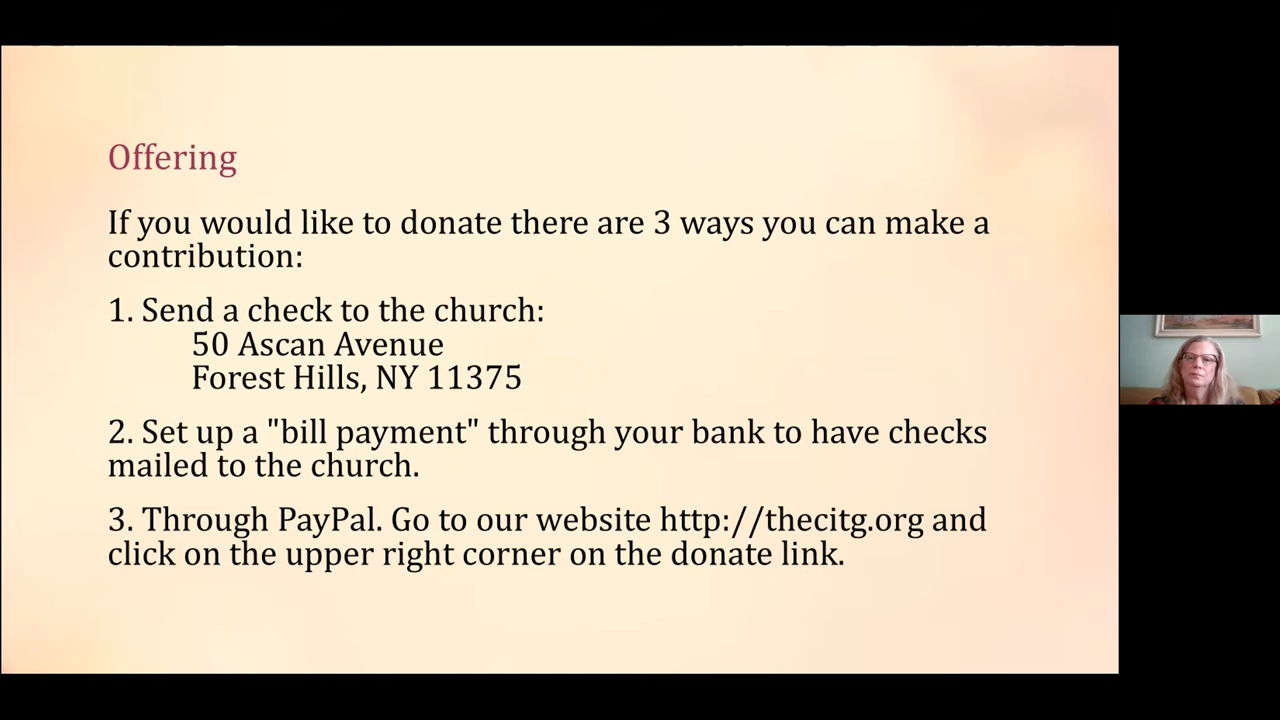 Offering
If you would like to donate there are 3 ways you can make a
contribution:
1. Send a check to the church:
50 Ascan Avenue
Forest Hills, NY 11375
2. Set up a "bill payment" through your bank to have checks
mailed to the church.
3. Through PayPal. Go to our website http://thecitg.org and
click on the upper right corner on the donate link.